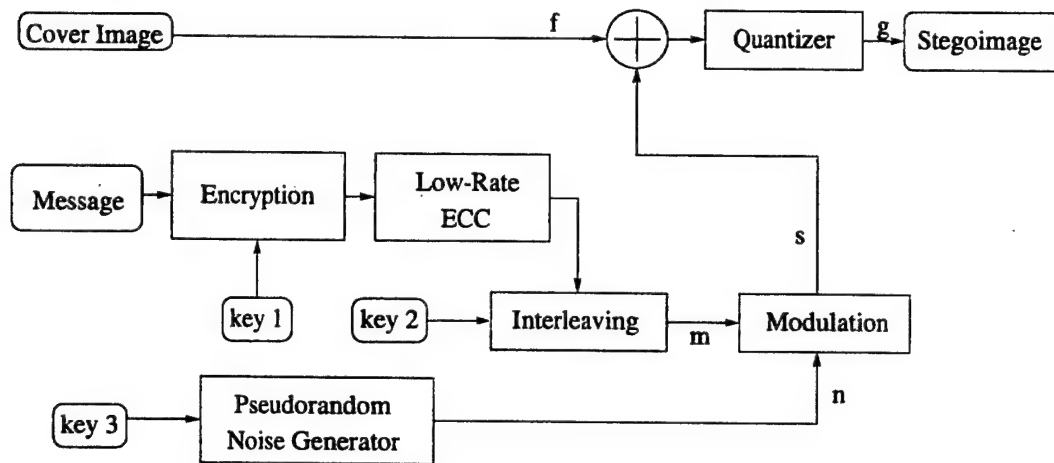 Cover Image
f
Quantizer
g
Stegoimage
Message
Encryption
Low-Rate
ECC
s
key 1
key 2
Interleaving
m
Modulation
key 3
Pseudorandom
Noise Generator
n